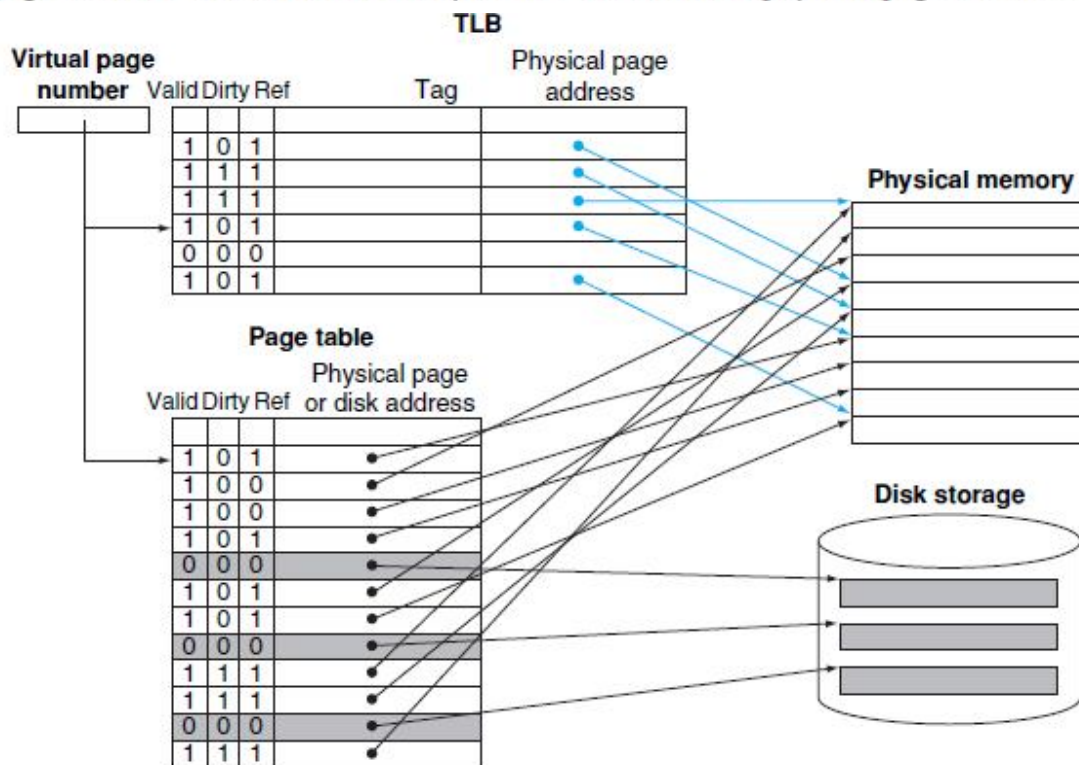 TLB
Virtual page
number
Valid Dirty Ref
Tag
Physical page
address
1 0 1
1 1 1
1 1 1
1 0 1
0 0 0
1 0 1
Physical memory
Page table
Physical page
or disk address
Valid Dirty Ref
1 0 1
1 0 0
1 0 0
1 0 1
0 0 0
1 0 1
1 0 1
0 0 0
1 1 1
1 1 1
0 0 0
1 1 1
Disk storage